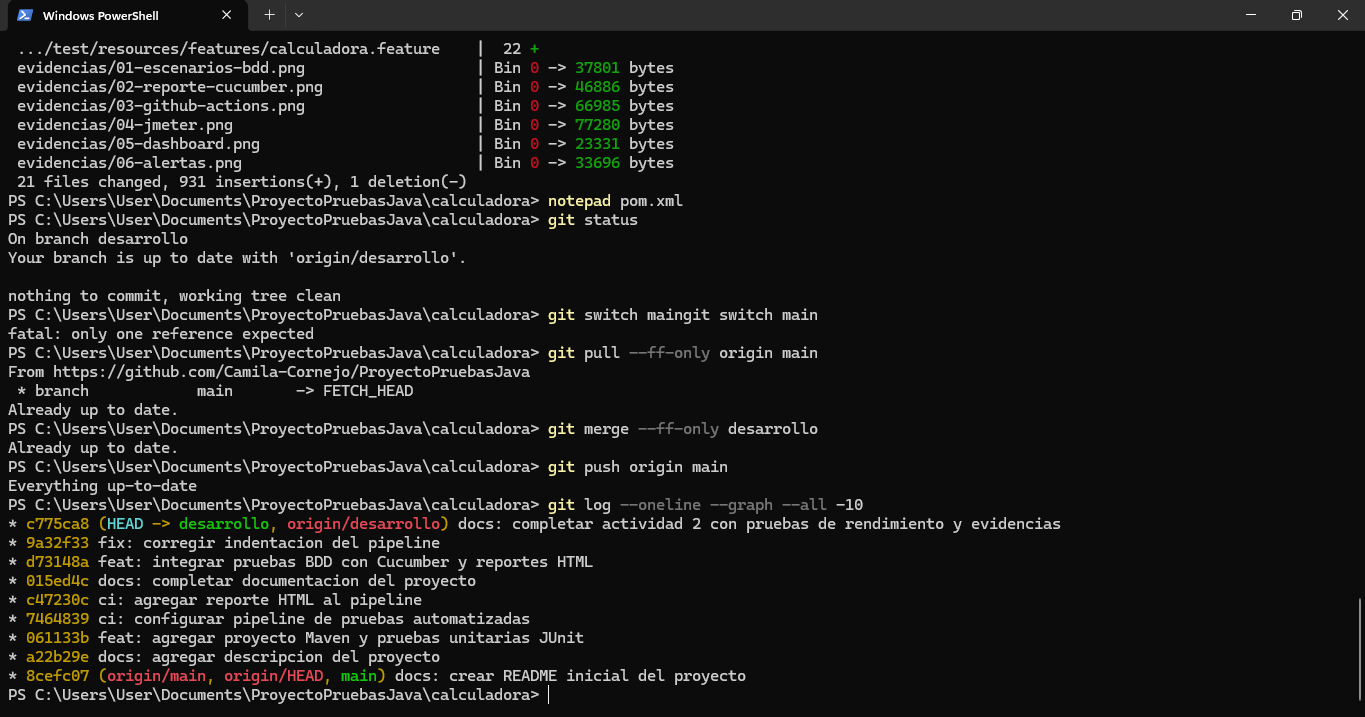 Windows PowerShell
.../test/resources/features/calculadora.feature | 22 +
evidencias/01-escenarios-bdd.png | Bin 0 -> 37801 bytes
evidencias/02-reporte-cucumber.png | Bin 0 -> 46886 bytes
evidencias/03-github-actions.png | Bin 0 -> 66985 bytes
evidencias/04-jmeter.png | Bin 0 -> 77280 bytes
evidencias/05-dashboard.png | Bin 0 -> 23331 bytes
evidencias/06-alertas.png | Bin 0 -> 33696 bytes
21 files changed, 931 insertions(+), 1 deletion(-)
PS C:\Users\User\Documents\ProyectoPruebasJava\calculadora> notepad pom.xml
PS C:\Users\User\Documents\ProyectoPruebasJava\calculadora> git status
On branch desarrollo
Your branch is up to date with 'origin/desarrollo'.
nothing to commit, working tree clean
PS C:\Users\User\Documents\ProyectoPruebasJava\calculadora> git switch maingit switch main
fatal: only one reference expected
PS C:\Users\User\Documents\ProyectoPruebasJava\calculadora> git pull --ff-only origin main
From https://github.com/Camila-Cornejo/ProyectoPruebasJava
* branch main -> FETCH_HEAD
Already up to date.
PS C:\Users\User\Documents\ProyectoPruebasJava\calculadora> git merge --ff-only desarrollo
Already up to date.
PS C:\Users\User\Documents\ProyectoPruebasJava\calculadora> git push origin main
Everything up-to-date
PS C:\Users\User\Documents\ProyectoPruebasJava\calculadora> git log --oneline --graph --all -10
* c775ca8 (HEAD -> desarrollo, origin/desarrollo) docs: completar actividad 2 con pruebas de rendimiento y evidencias
* 9a32f33 fix: corregir indentacion del pipeline
* d73148a feat: integrar pruebas BDD con Cucumber y reportes HTML
* 015ed4c docs: completar documentacion del proyecto
* c47230c ci: agregar reporte HTML al pipeline
* 7464839 ci: configurar pipeline de pruebas automatizadas
* 061133b feat: agregar proyecto Maven y pruebas unitarias JUnit
* a22b29e docs: agregar descripcion del proyecto
* 8cefc07 (origin/main, origin/HEAD, main) docs: crear README inicial del proyecto
PS C:\Users\User\Documents\ProyectoPruebasJava\calculadora>